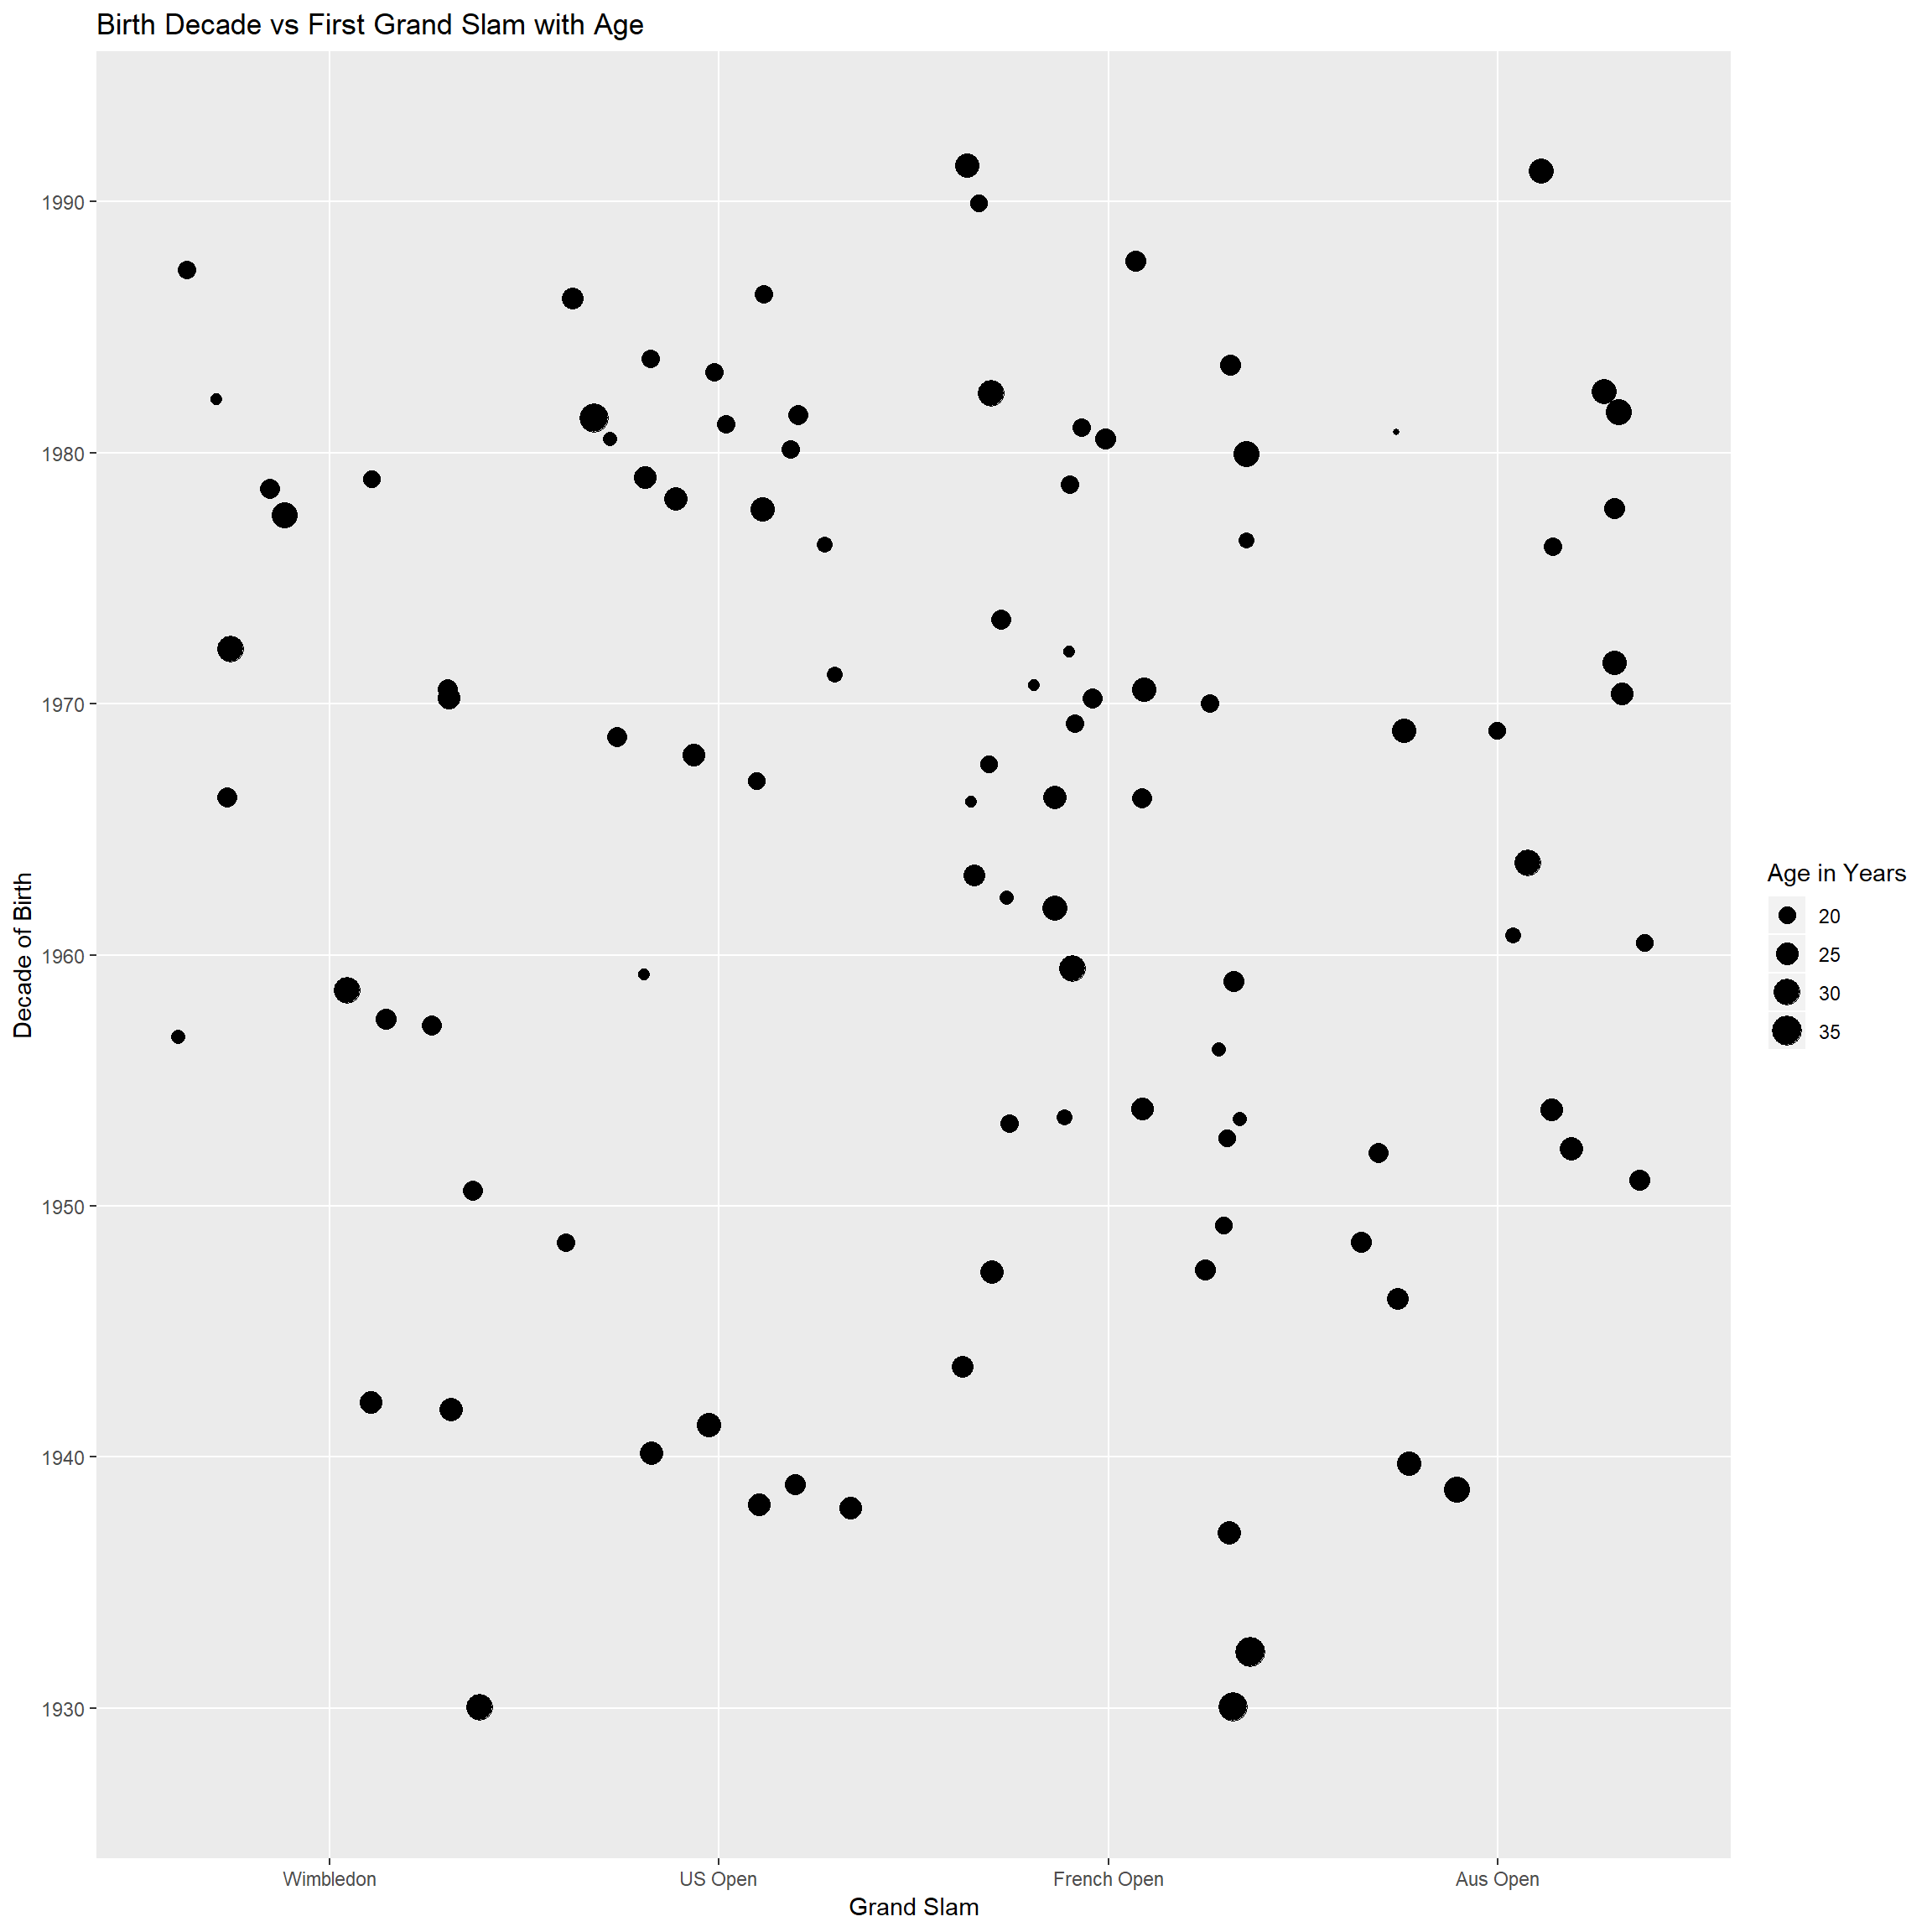 Birth Decade vs First Grand Slam with Age
1990
1980
1970
1960
1950
1940
1930
Decade of Birth
Wimbledon
US Open
French Open
Aus Open
Grand Slam
Age in Years
20
25
30
35